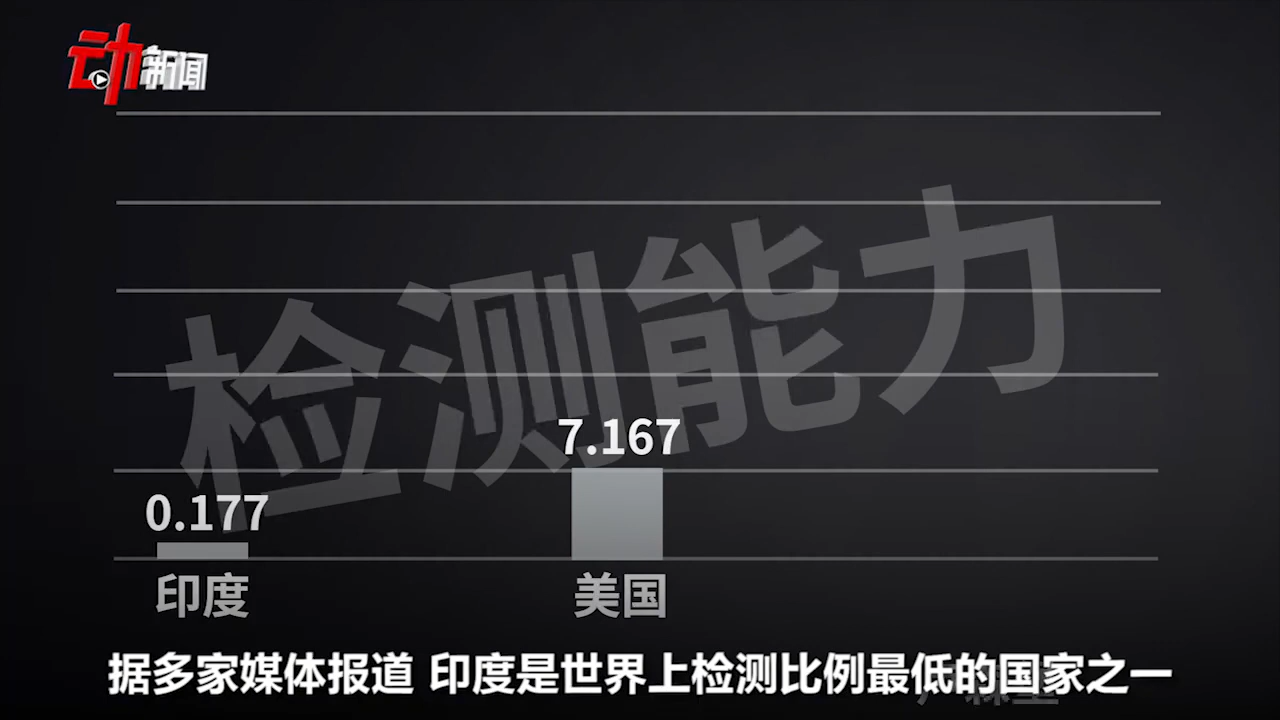 动新闻
检测能力
7.167
0.177
印度
美国
据多家媒体报道 印度是世界上检测比例最低的国家之一